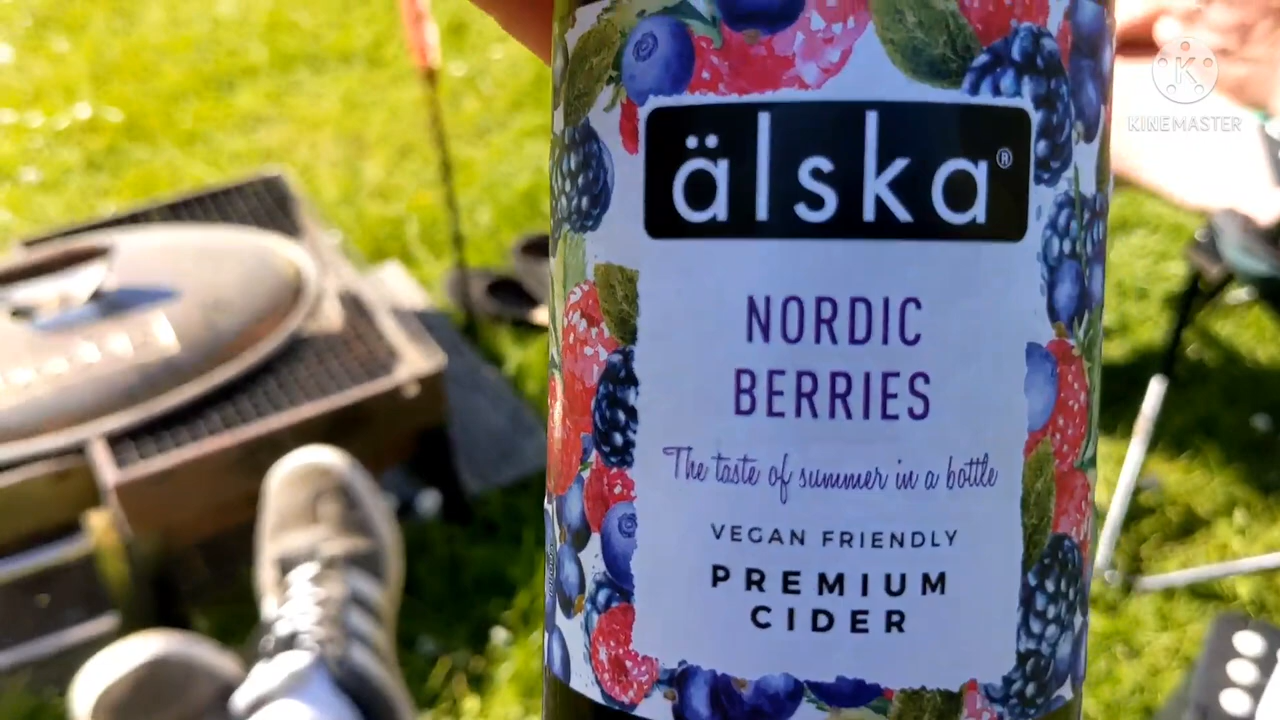 älska®
NORDIC
BERRIES
The taste of summer in a bottle
VEGAN FRIENDLY
PREMIUM
CIDER
K
KINEMASTER